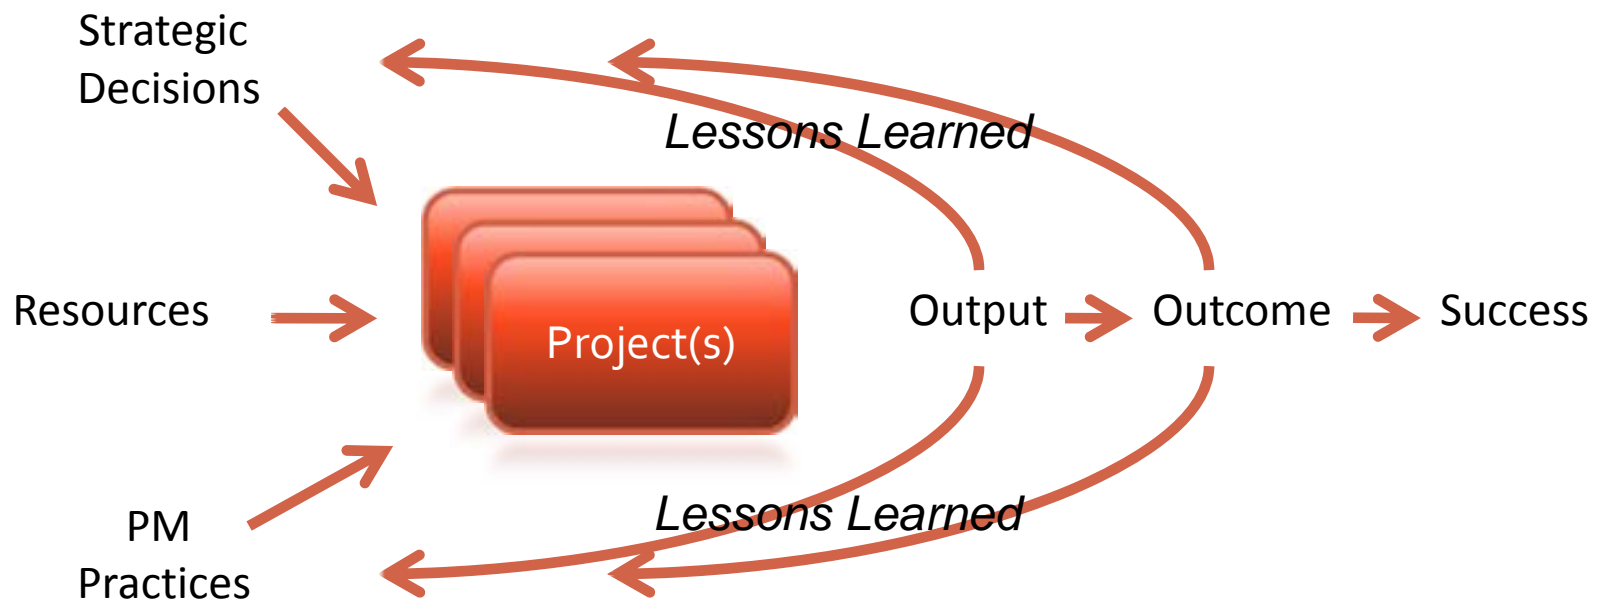 Strategic
Decisions
Lessons Learned
Resources
Project(s)
Output
Outcome
Success
Lessons Learned
PM
Practices